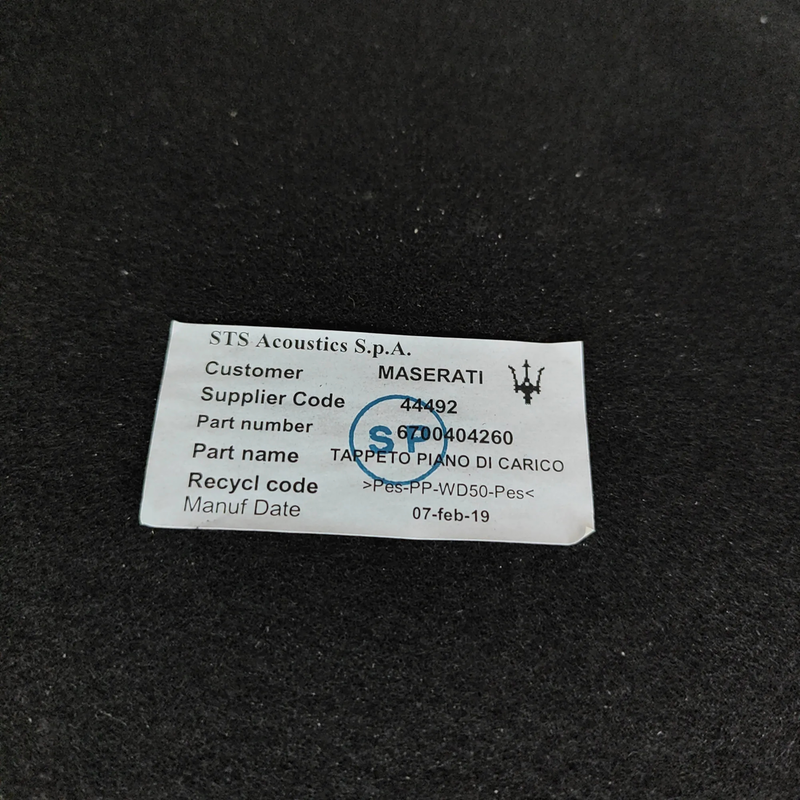 STS Acoustics S.p.A.
Customer MASERATI
Supplier Code 44492
Part number 6700404260
Part name TAPPETO PIANO DI CARICO
Recycl code >Pes-PP-WD50-Pes<
Manuf Date 07-feb-19
SP